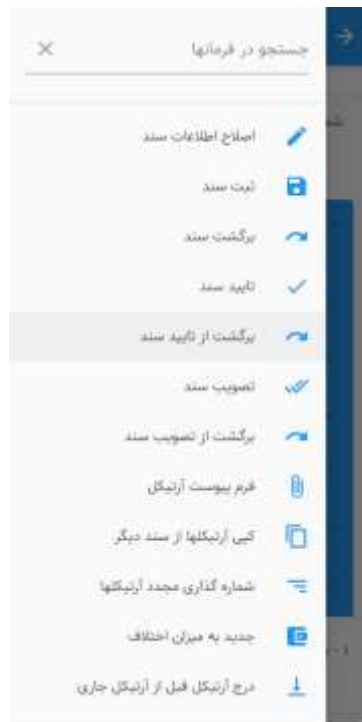 جستجو در فرمانها
اصلاح اطلاعات سند
ثبت سند
برگشت سند
تایید سند
برگشت از تایید سند
تصویب سند
برگشت از تصویب سند
فرم پیوست آرتیکل
کپی آرتیکلها از سند دیگر
شماره گذاری مجدد آرتیکلها
جدید به میزان اختلاف
درج آرتیکل قبل از آرتیکل جاری